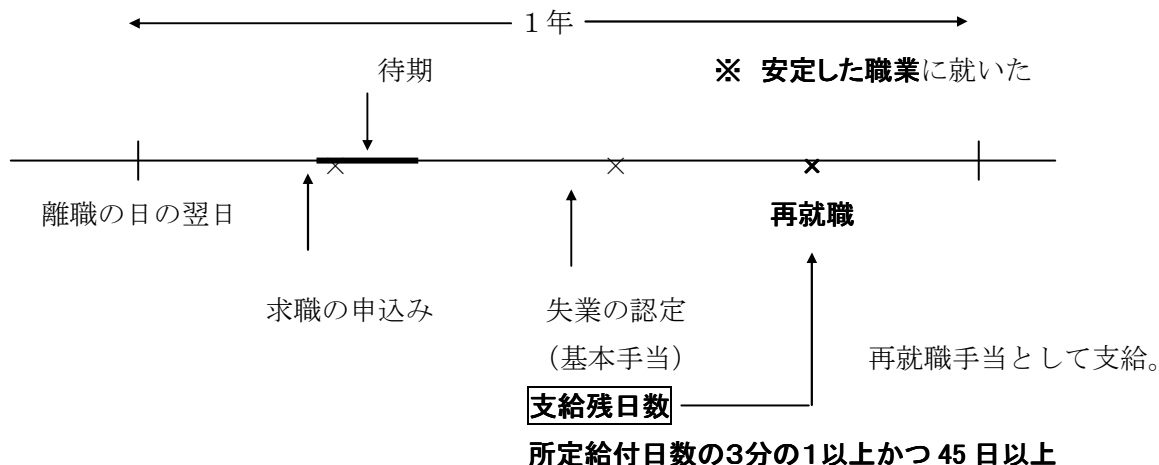 １年
待期
※ 安定した職業に就いた
離職の日の翌日
再就職
求職の申込み
失業の認定
（基本手当）
再就職手当として支給。
支給残日数
所定給付日数の３分の１以上かつ 45 日以上